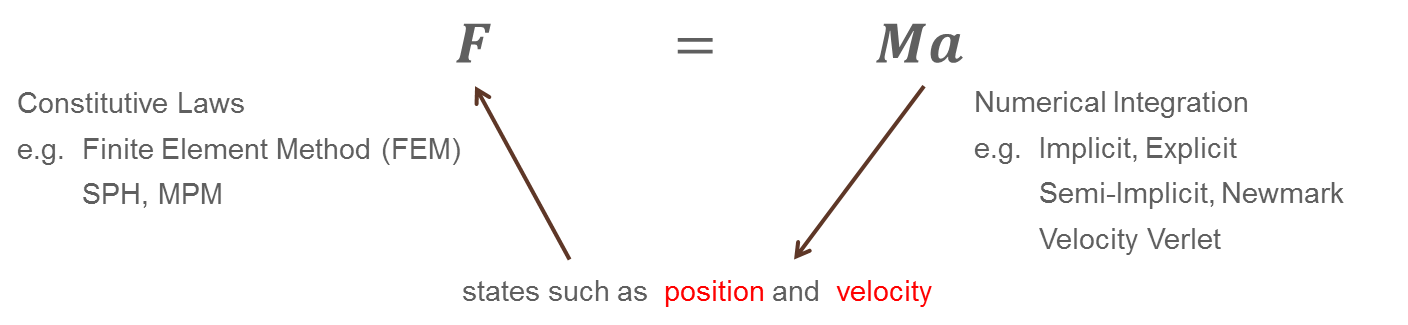 F = Ma
Constitutive Laws
e.g. Finite Element Method (FEM)
SPH, MPM
Numerical Integration
e.g. Implicit, Explicit
Semi-Implicit, Newmark
Velocity Verlet
states such as position and velocity